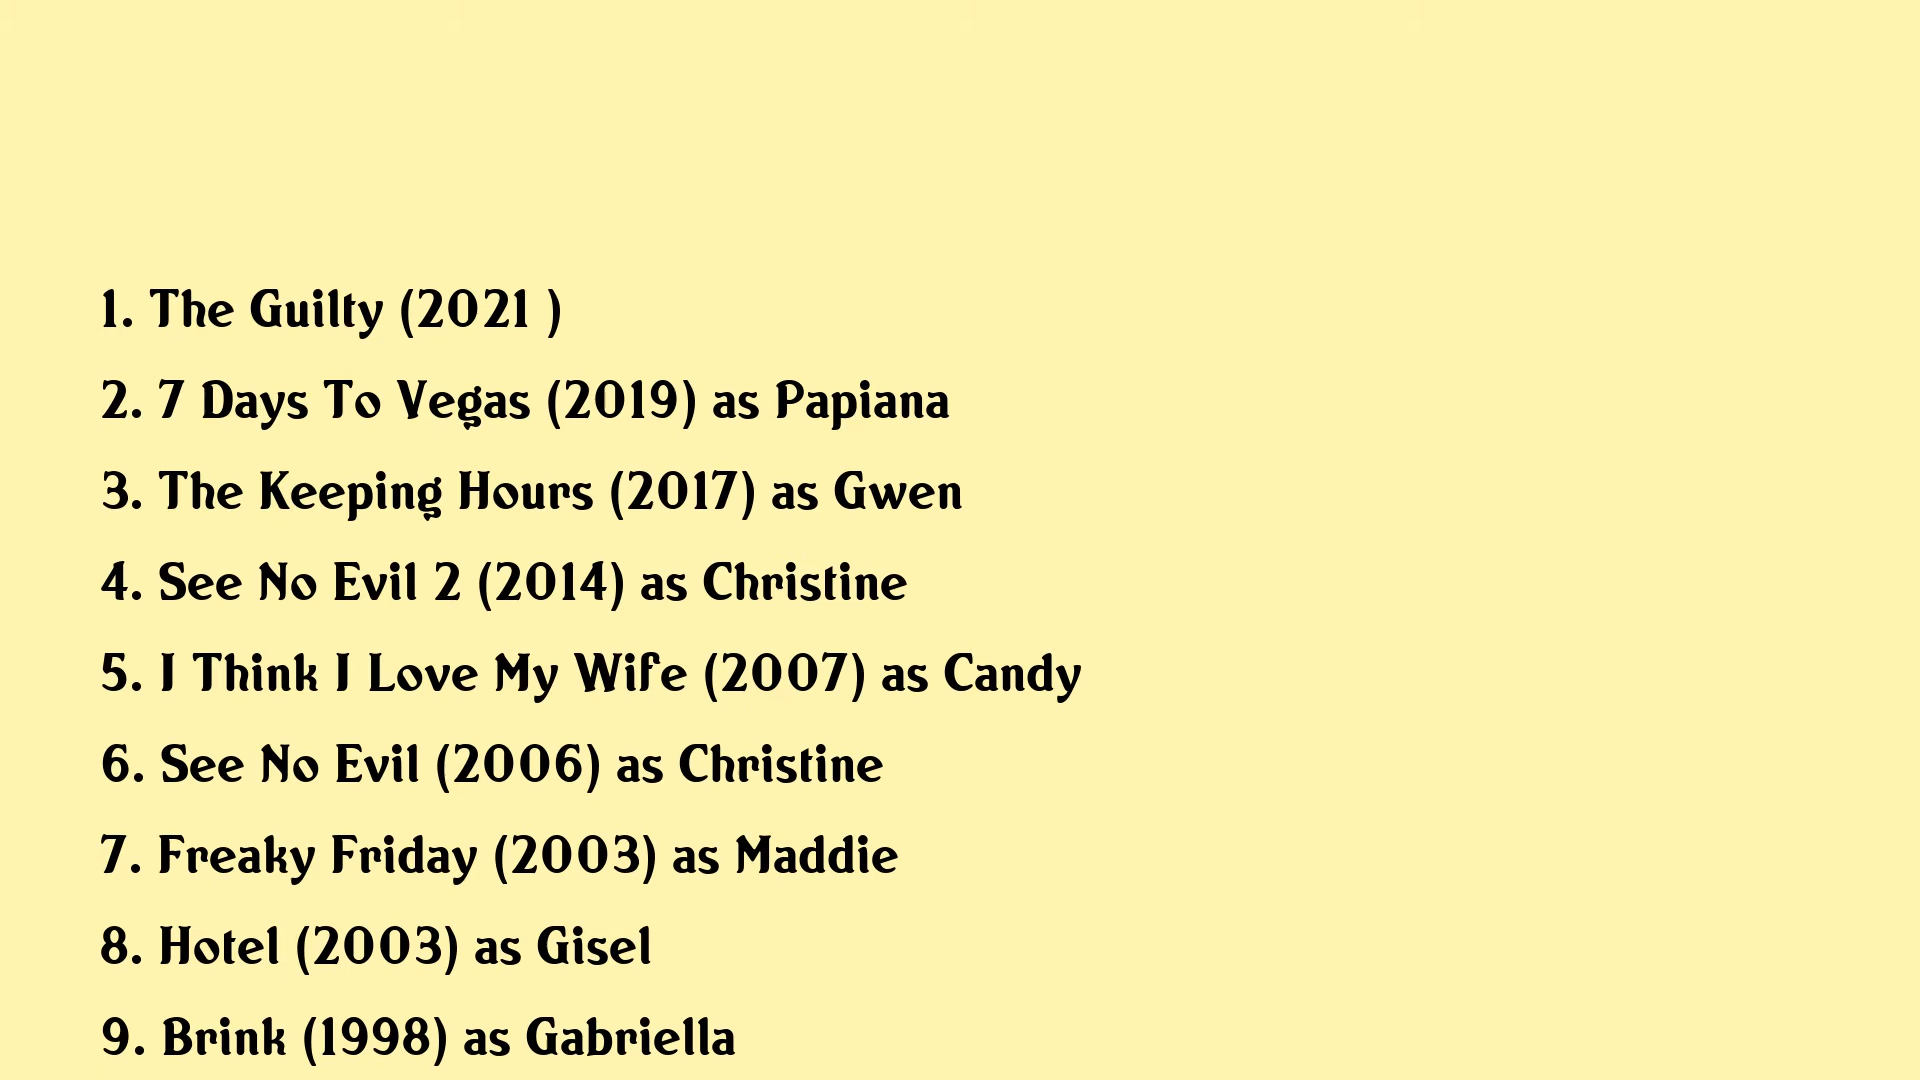 1. The Guilty (2021 )
2. 7 Days To Vegas (2019) as Papiana
3. The Keeping Hours (2017) as Gwen
4. See No Evil 2 (2014) as Christine
5. I Think I Love My Wife (2007) as Candy
6. See No Evil (2006) as Christine
7. Freaky Friday (2003) as Maddie
8. Hotel (2003) as Gisel
9. Brink (1998) as Gabriella